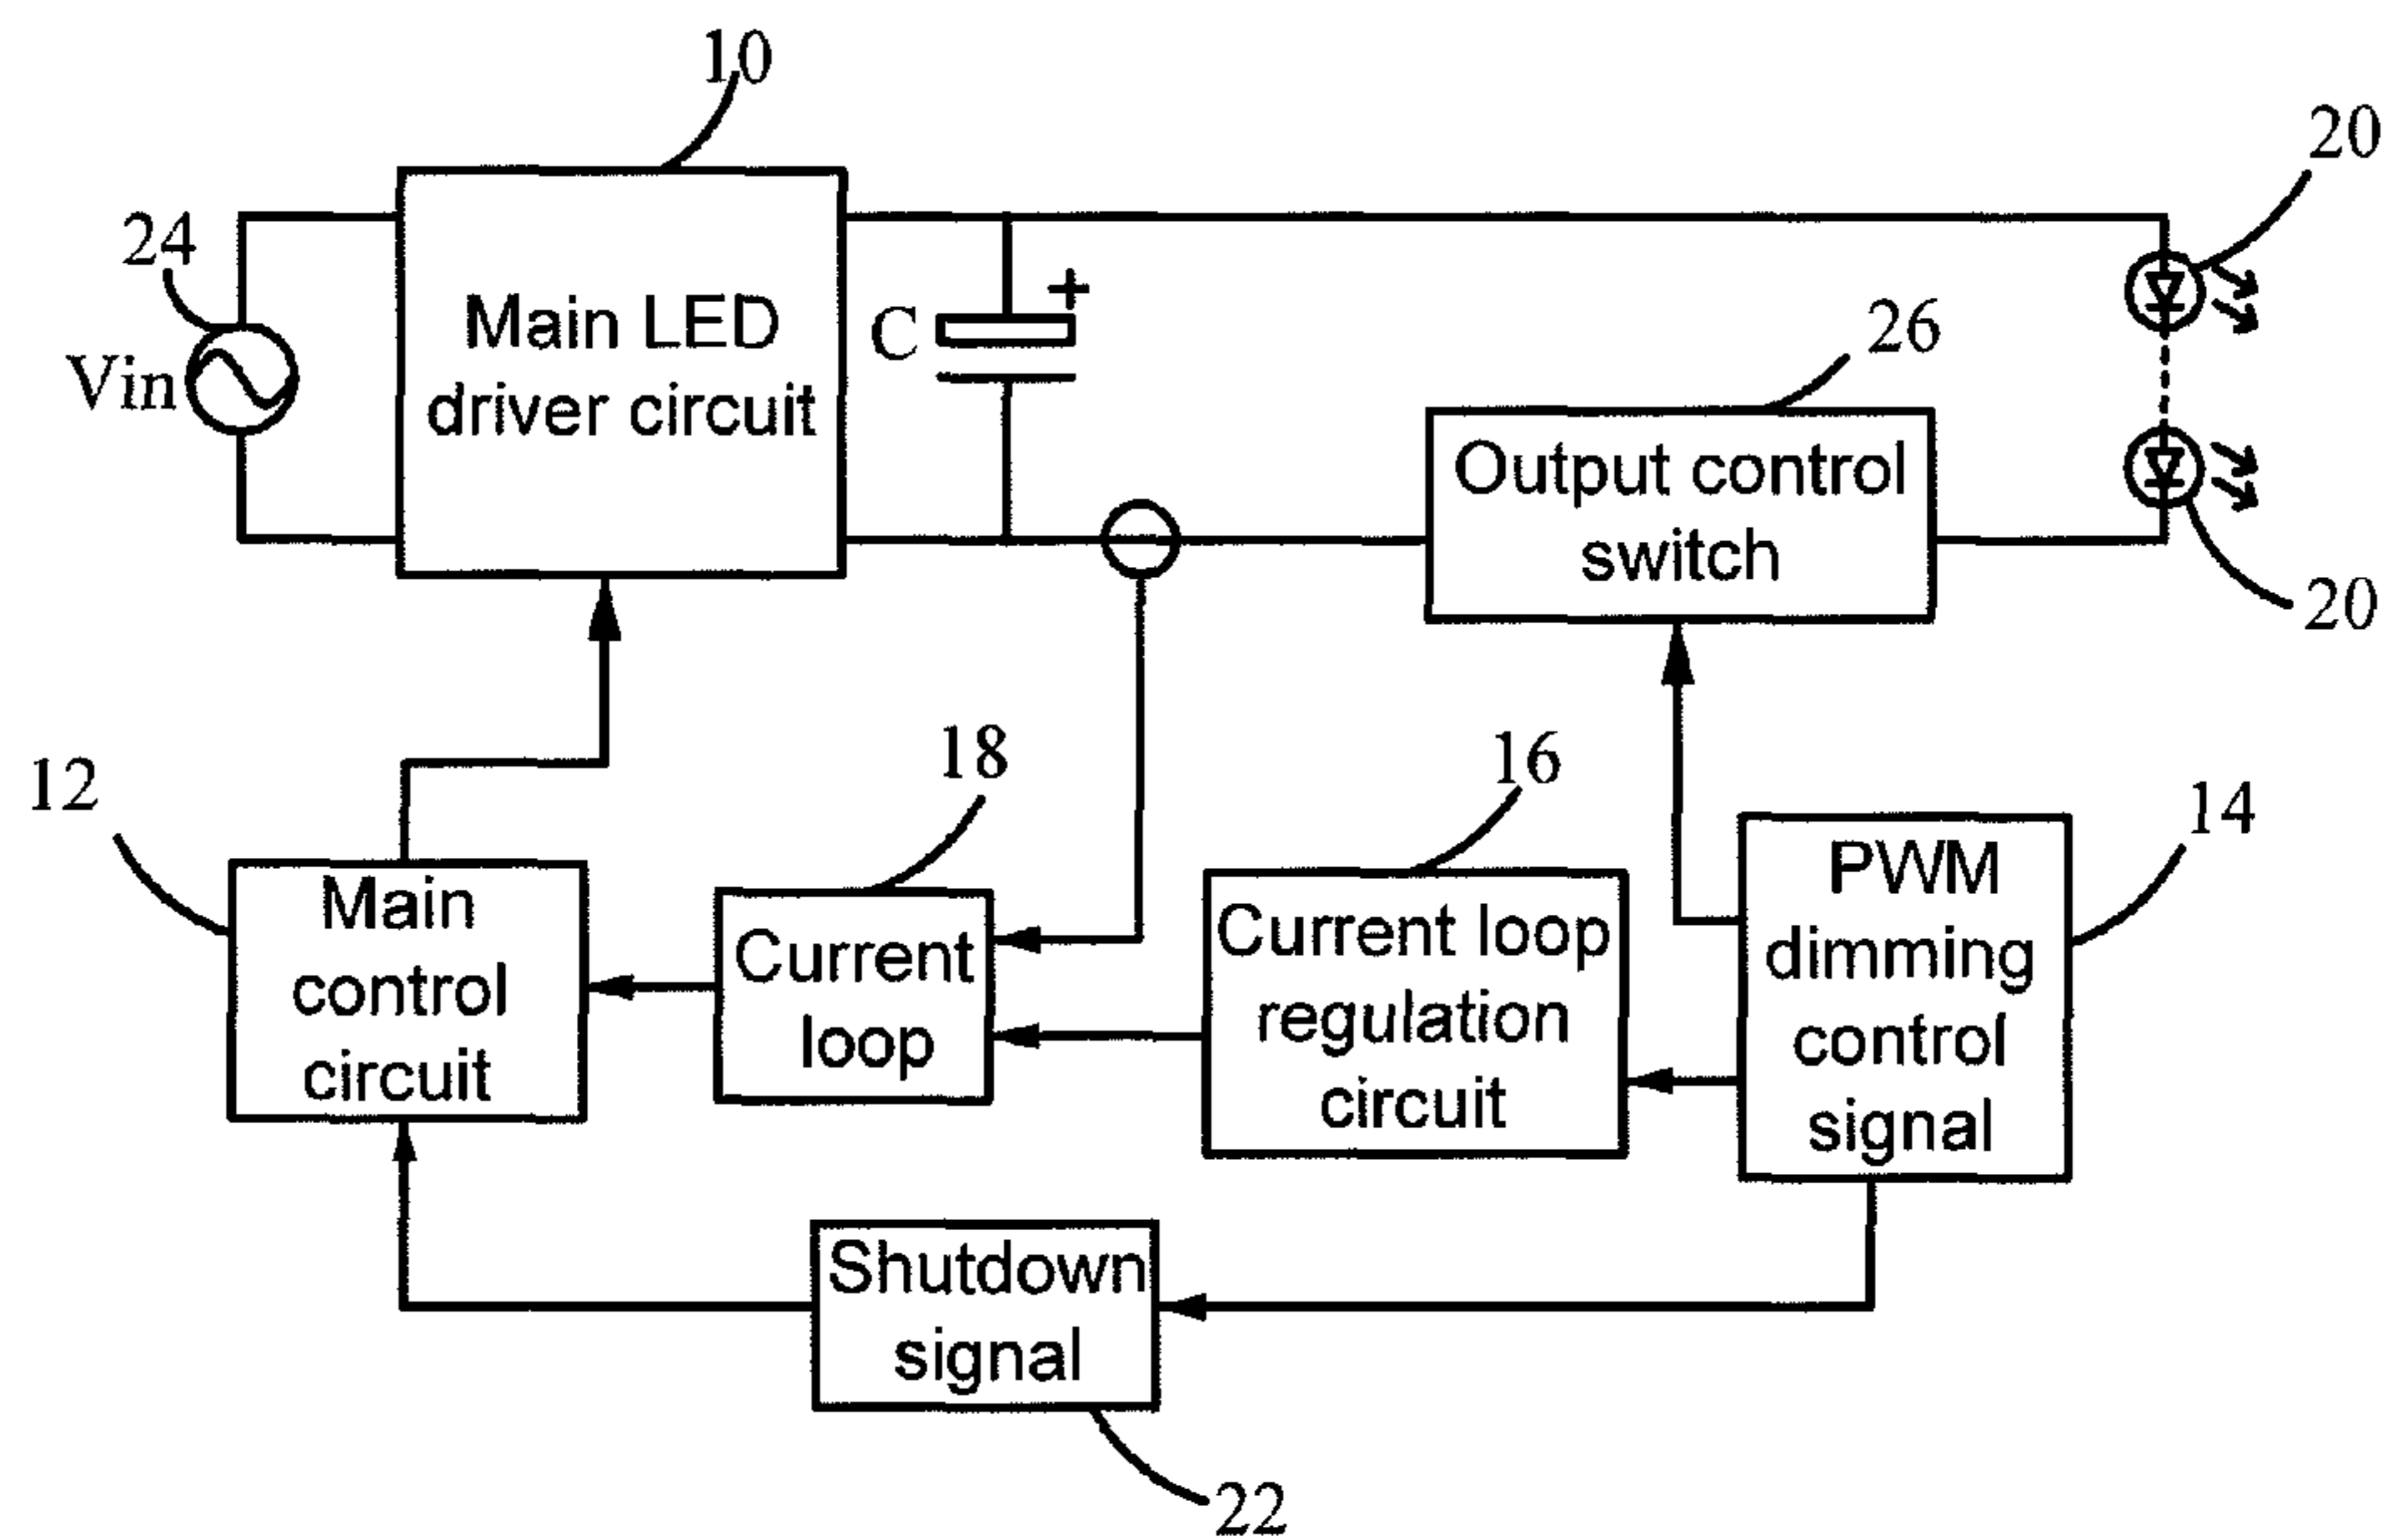 10
20
24
Main LED
driver circuit
+
C
Vin
26
Output control
switch
20
18
16
12
14
Main
control
circuit
Current
loop
Current loop
regulation
circuit
PWM
dimming
control
signal
Shutdown
signal
22